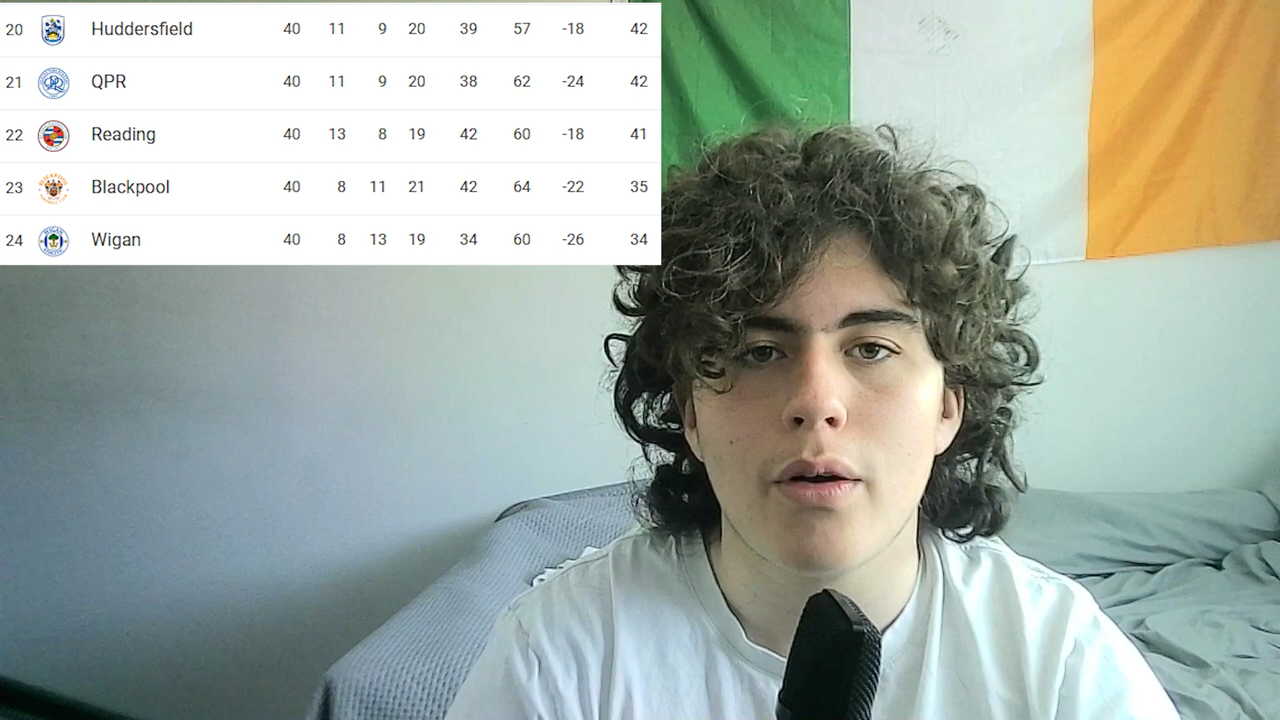 20 Huddersfield 40 11 9 20 39 57 -18 42
21 QPR 40 11 9 20 38 62 -24 42
22 Reading 40 13 8 19 42 60 -18 41
23 Blackpool 40 8 11 21 42 64 -22 35
24 Wigan 40 8 13 19 34 60 -26 34